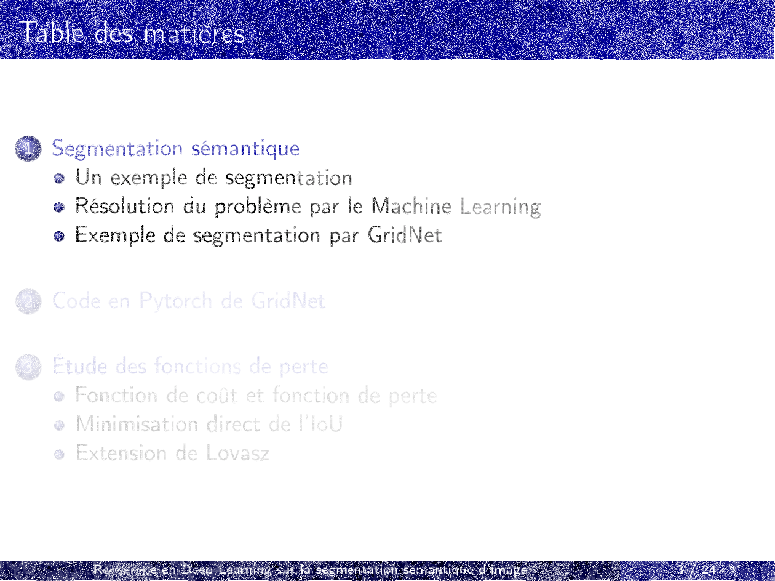 Table des matières
1 Segmentation sémantique
Un exemple de segmentation
Résolution du problème par le Machine Learning
Exemple de segmentation par GridNet
2 Code en Pytorch de GridNet
3 Etude des fonctions de perte
Fonction de coût et fonction de perte
Minimisation direct de l'IoU
Extension de Lovasz
Recherche en Deep Learning sur la segmentation sémantique d'image
/ 24